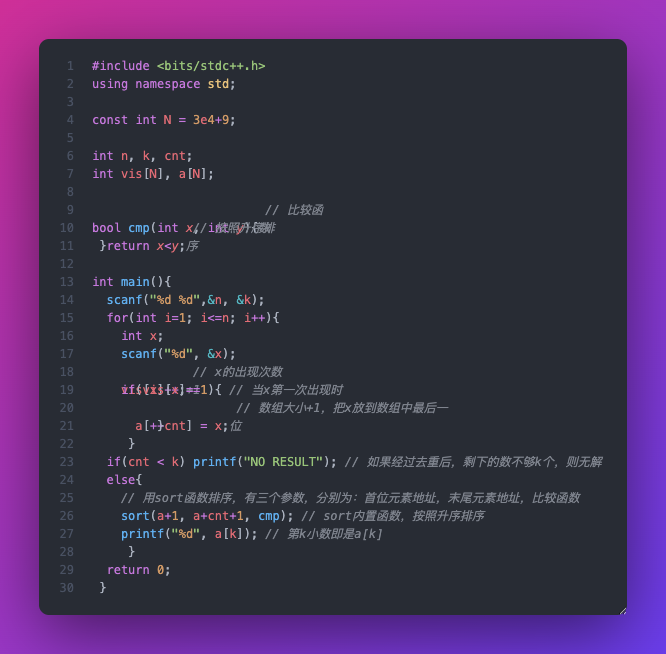 1 #include <bits/stdc++.h>
2 using namespace std;
3
4 const int N = 3e4+9;
5
6 int n, k, cnt;
7 int vis[N], a[N];
8
9 // 比较函
10 bool cmp(int x, int y){ // 按照升序排
11 }return x<y;序
12
13 int main(){
14 scanf("%d %d",&n, &k);
15 for(int i=1; i<=n; i++){
16 int x;
17 scanf("%d", &x);
18 // x的出现次数
19 if( ==1){ // 当x第一次出现时
20 // 数组大小+1，把x放到数组中最后一
21 a[++cnt] = x;位
22 }
23 if(cnt < k) printf("NO RESULT"); // 如果经过去重后，剩下的数不够k个，则无解
24 else{
25 // 用sort函数排序，有三个参数，分别为：首位元素地址，末尾元素地址，比较函数
26 sort(a+1, a+cnt+1, cmp); // sort内置函数，按照升序排序
27 printf("%d", a[k]); // 第k小数即是a[k]
28 }
29 return 0;
30 }